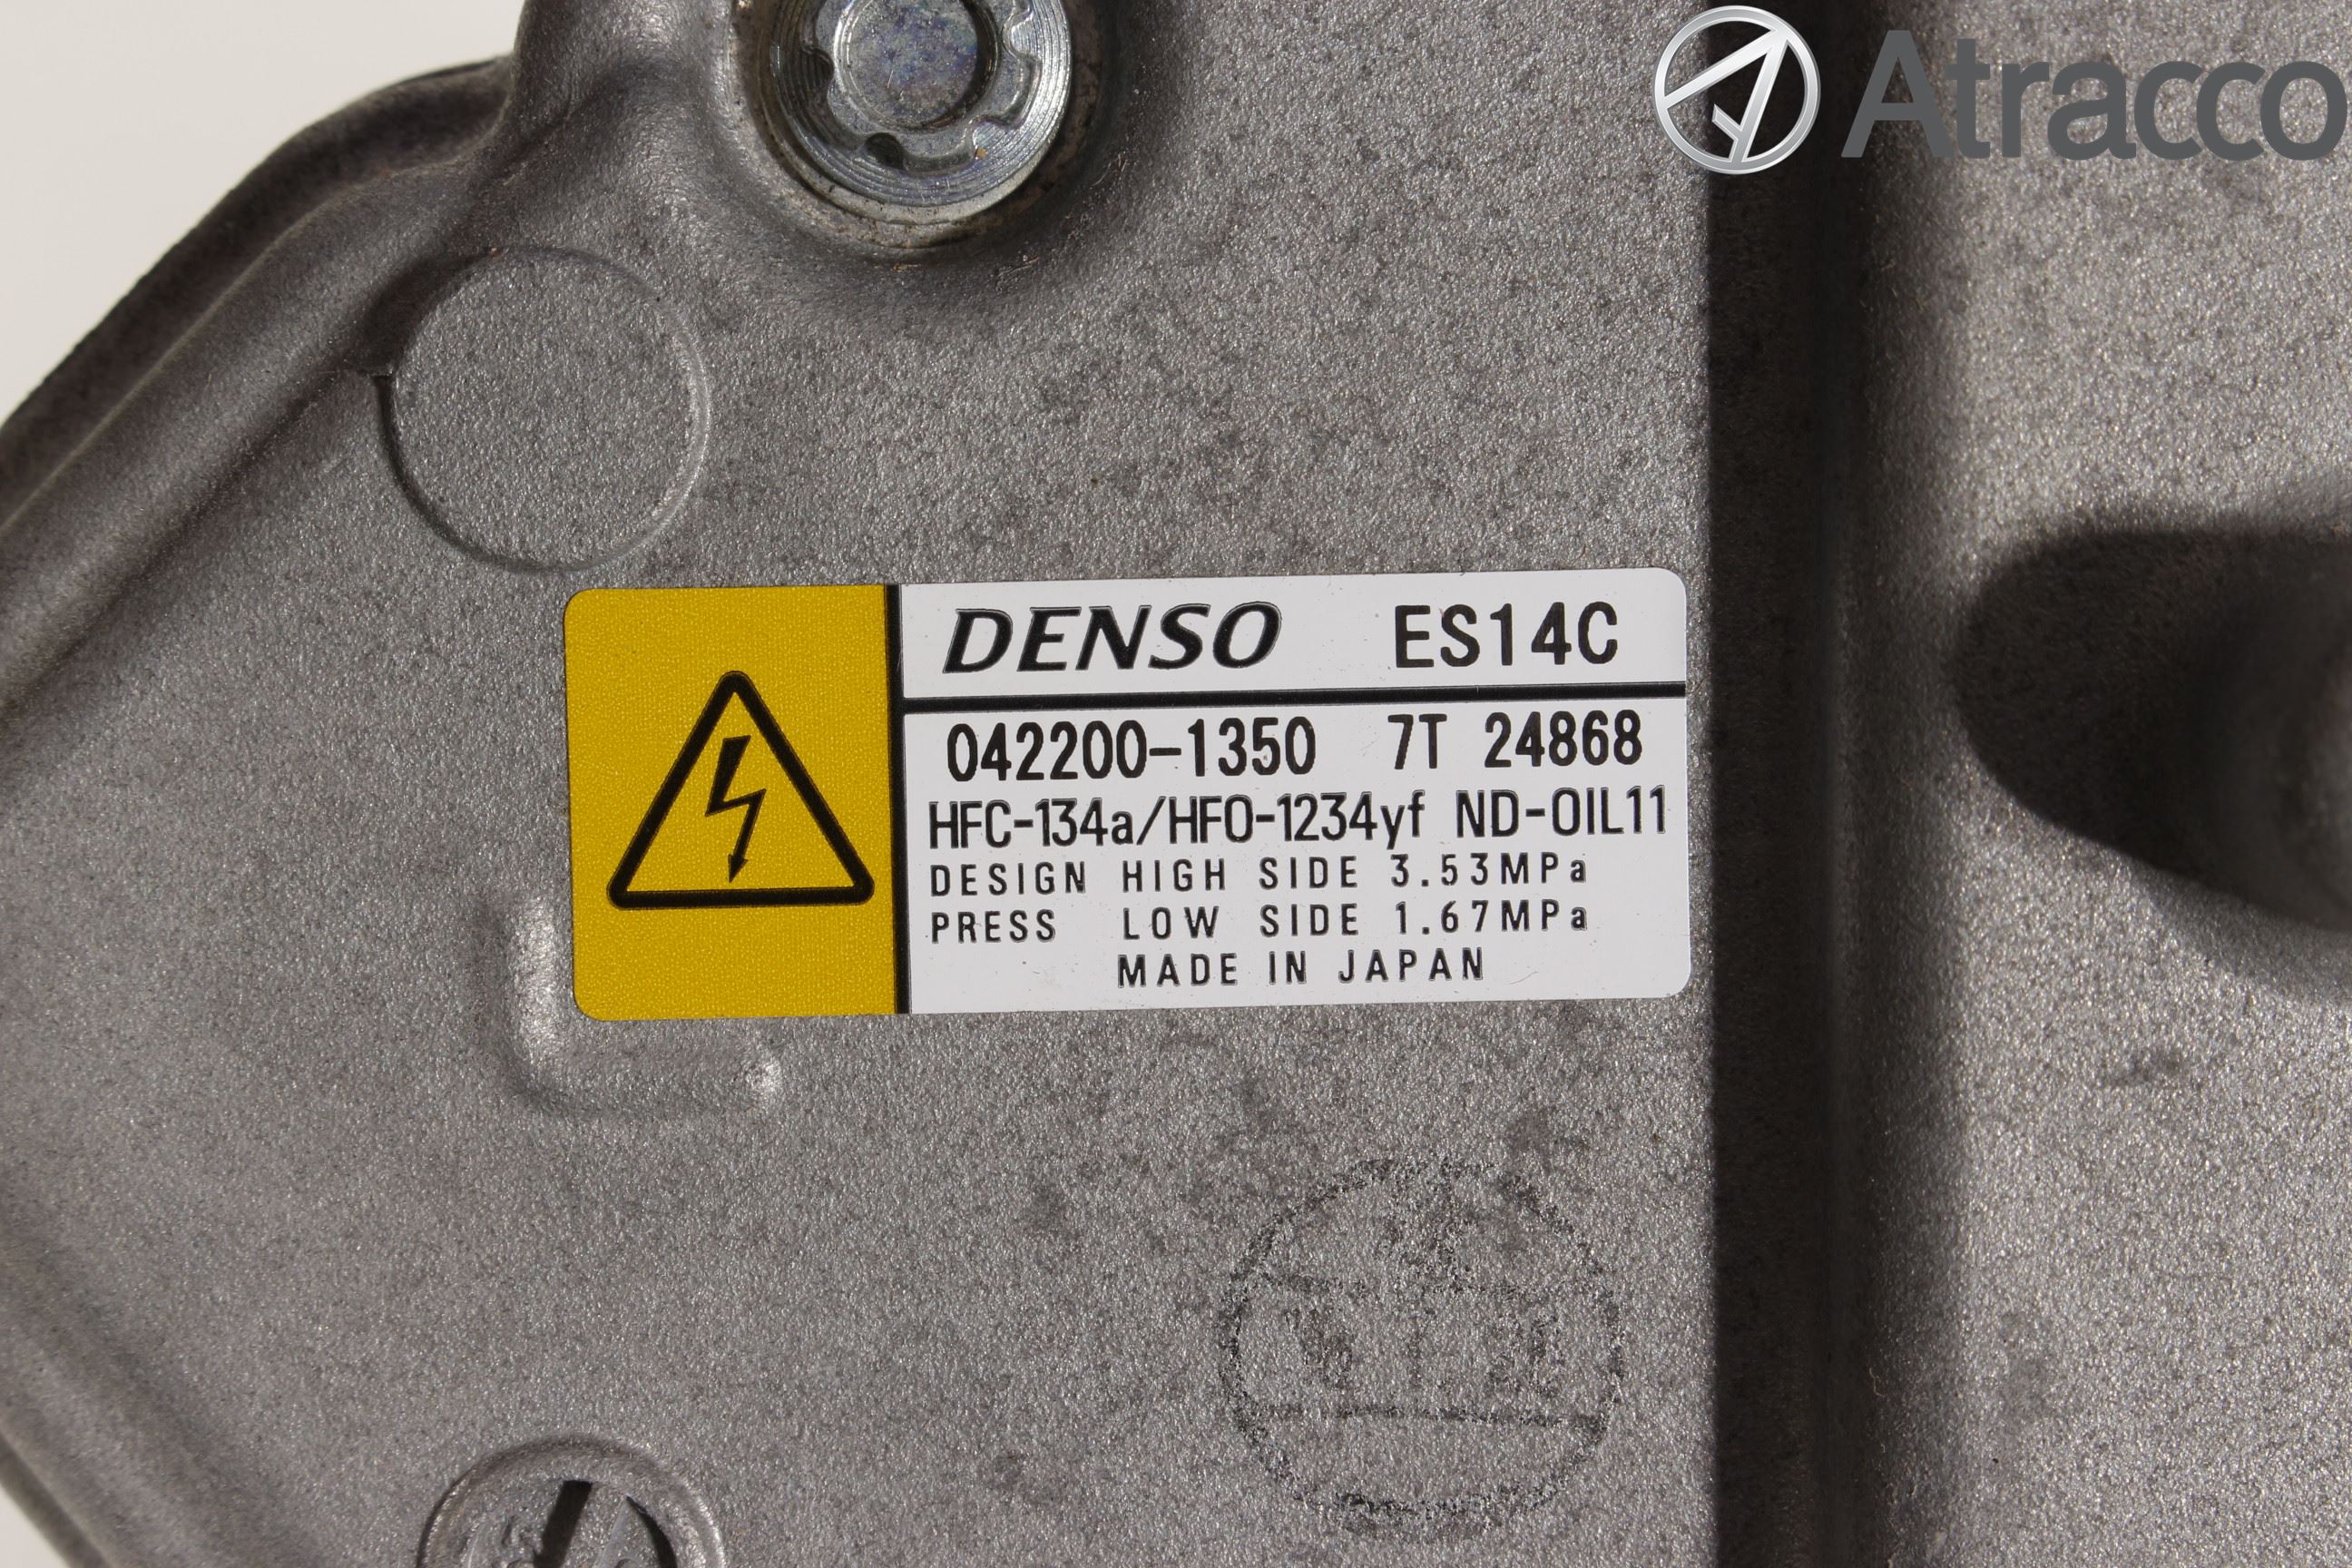 Atracco
DENSO ES14C
042200-1350 7T 24868
HFC-134a/HFO-1234yf ND-OIL11
DESIGN HIGH SIDE 3.53MPa
PRESS LOW SIDE 1.67MPa
MADE IN JAPAN